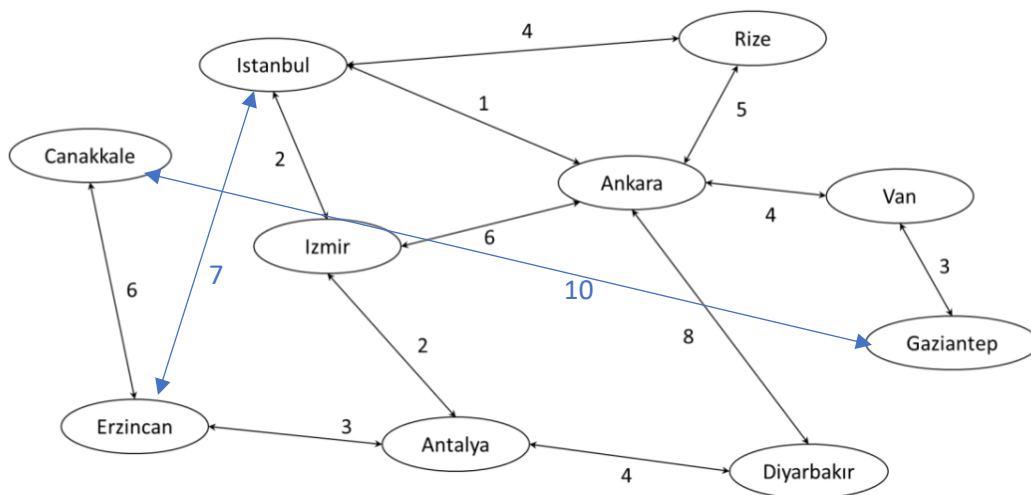 4
Rize
Istanbul
1
5
Canakkale
2
Ankara
Van
4
Izmir
6
3
7
6
10
8
Gaziantep
2
Erzincan
3
Antalya
4
Diyarbakır